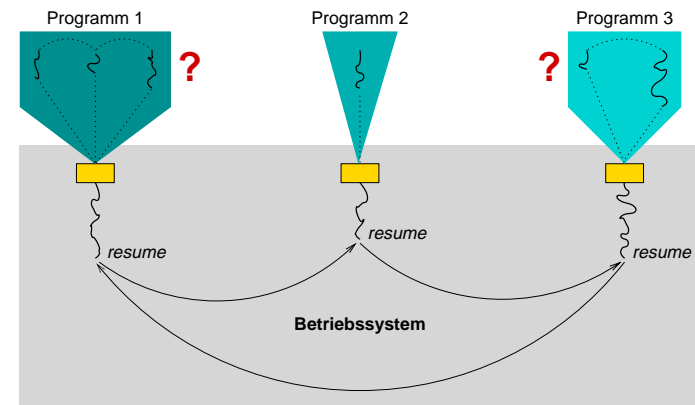 Programm 1
Programm 2
Programm 3
?
?
resume
resume
resume
Betriebssystem